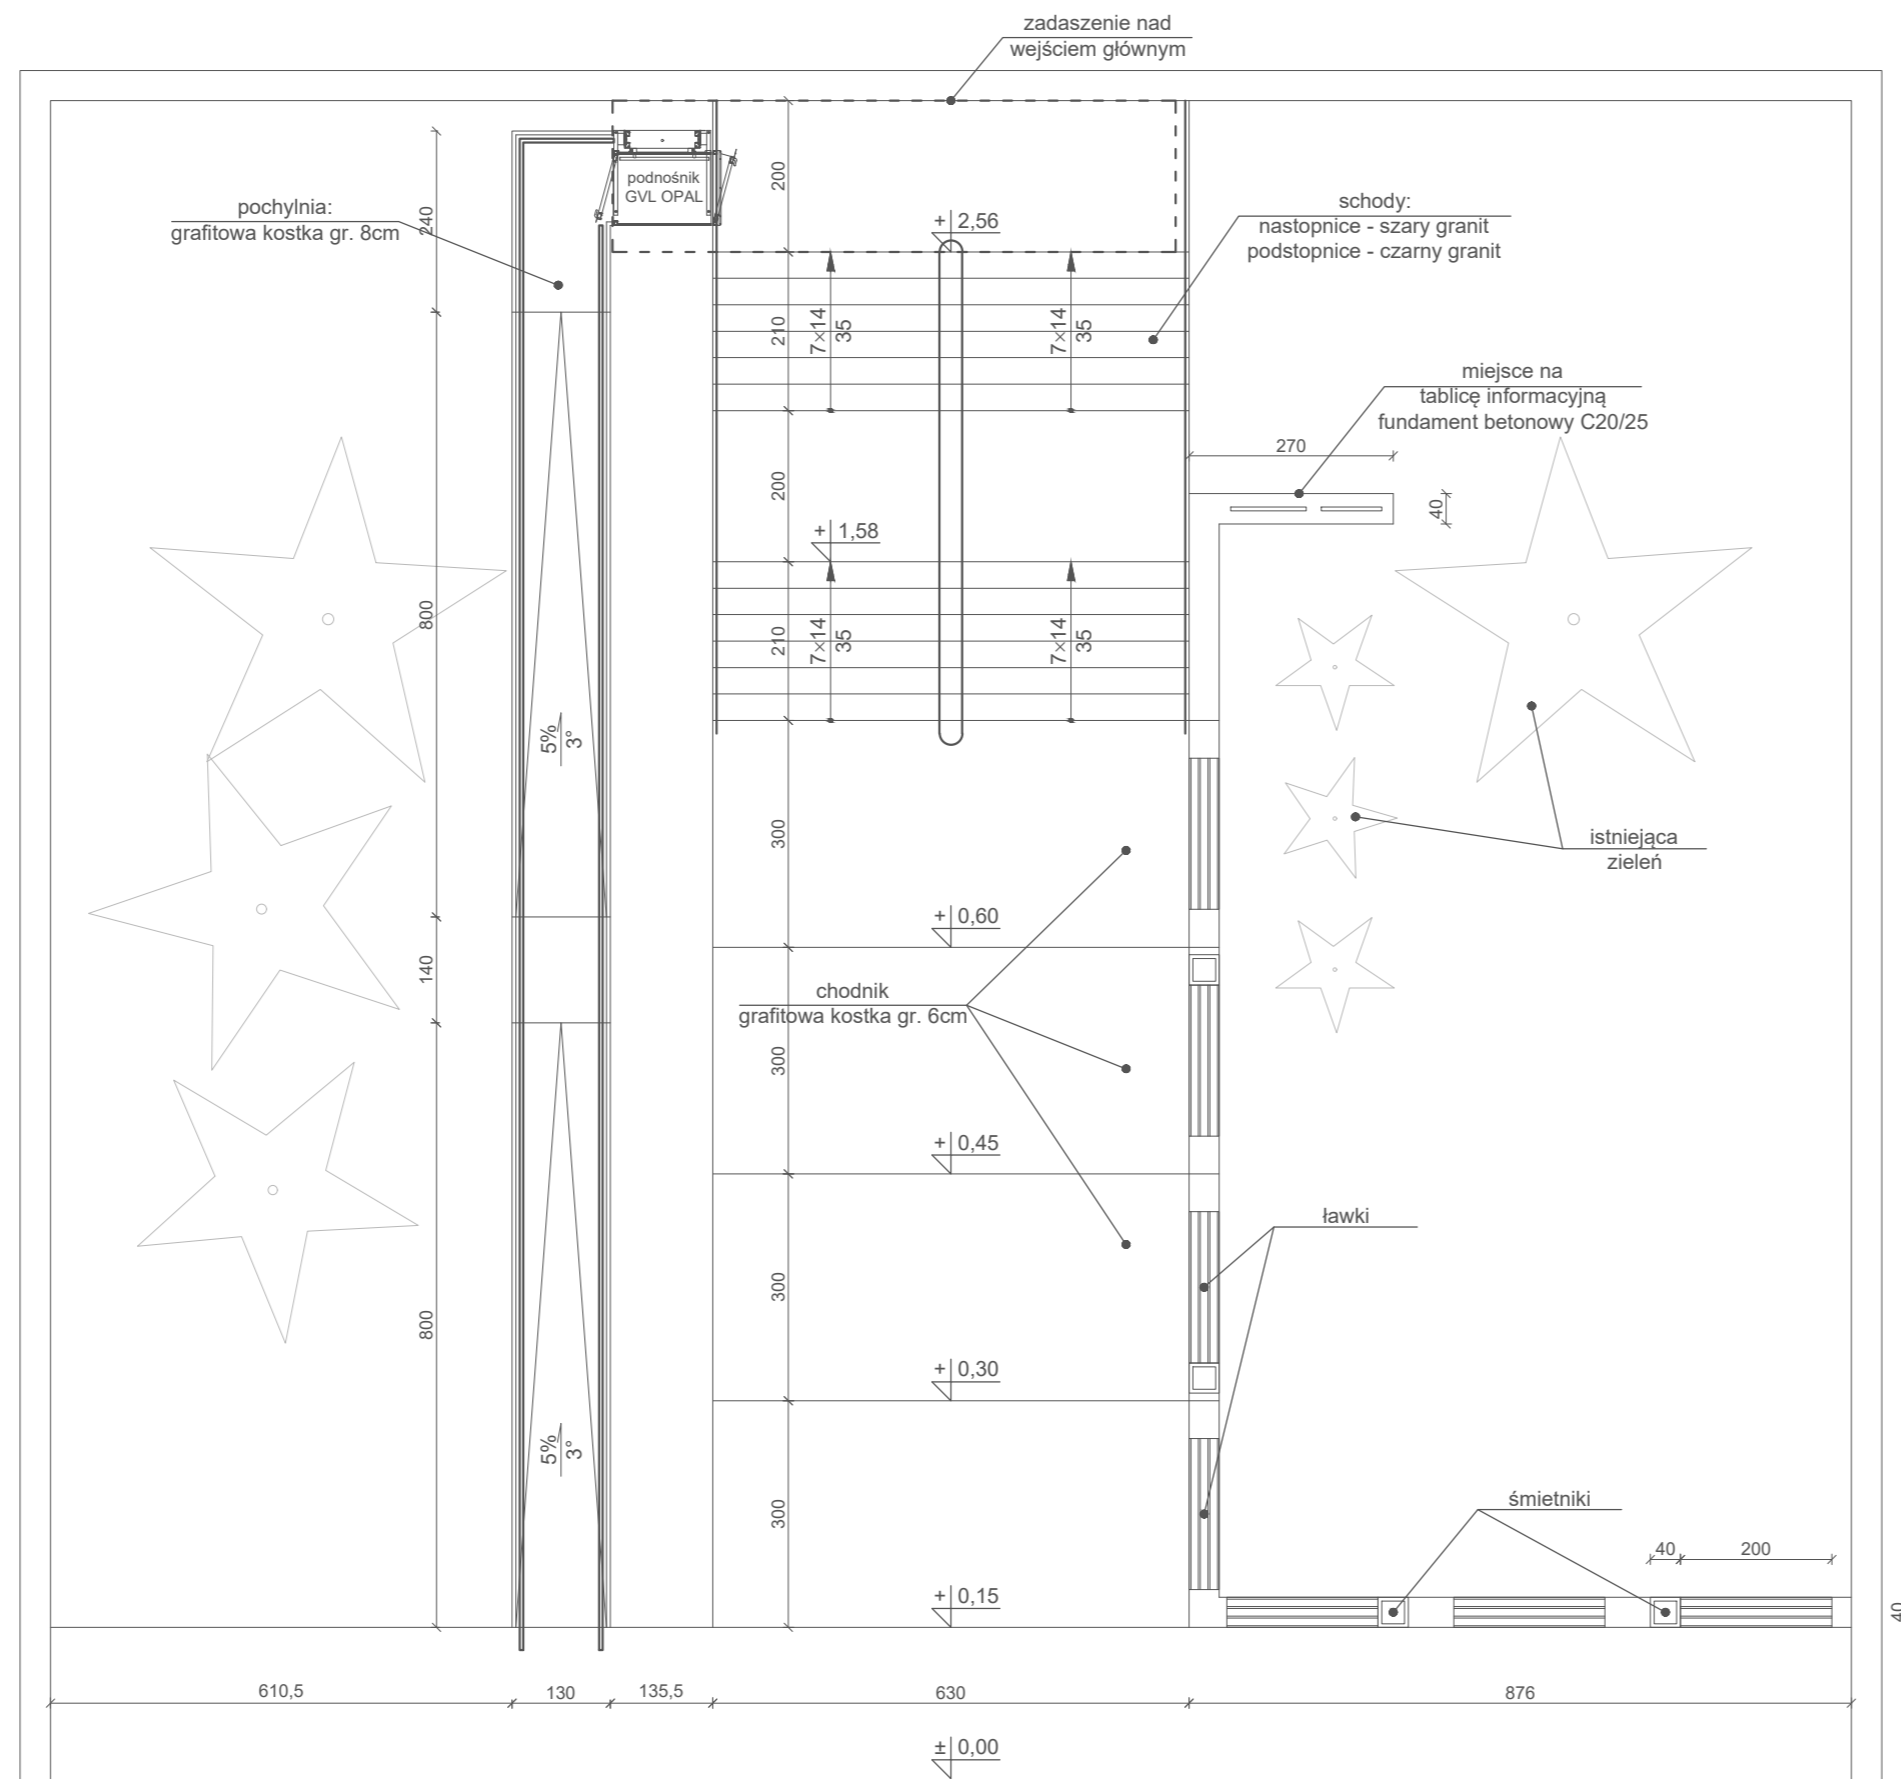 zadaszenie nad
wejściem głównym
podnośnik
GVL OPAL
pochylnia:
grafitowa kostka gr. 8cm
240
200
+ 2,56
schody:
nastopnice - szary granit
podstopnice - czarny granit
210
7×14
35
7×14
35
miejsce na
tablicę informacyjną
fundament betonowy C20/25
270
40
200
+ 1,58
800
210
7×14
35
7×14
35
5%
3°
300
istniejąca
zieleń
+ 0,60
140
chodnik
grafitowa kostka gr. 6cm
300
+ 0,45
ławki
800
300
+ 0,30
5%
3°
300
śmietniki
40
200
+ 0,15
40
610,5
130
135,5
630
876
± 0,00